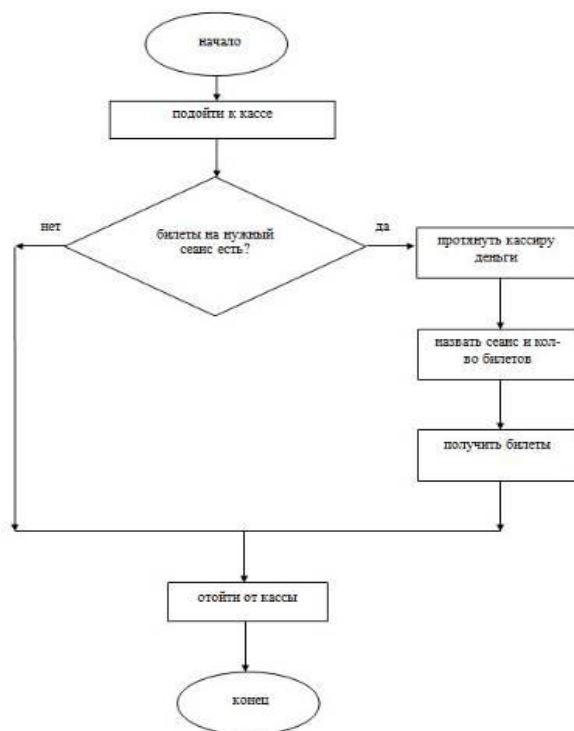 начало
подойти к кассе
нет
билеты на нужный
сеанс есть?
да
протянуть кассиру
деньги
назвать сеанс и кол-
во билетов
получить билеты
отойти от кассы
конец